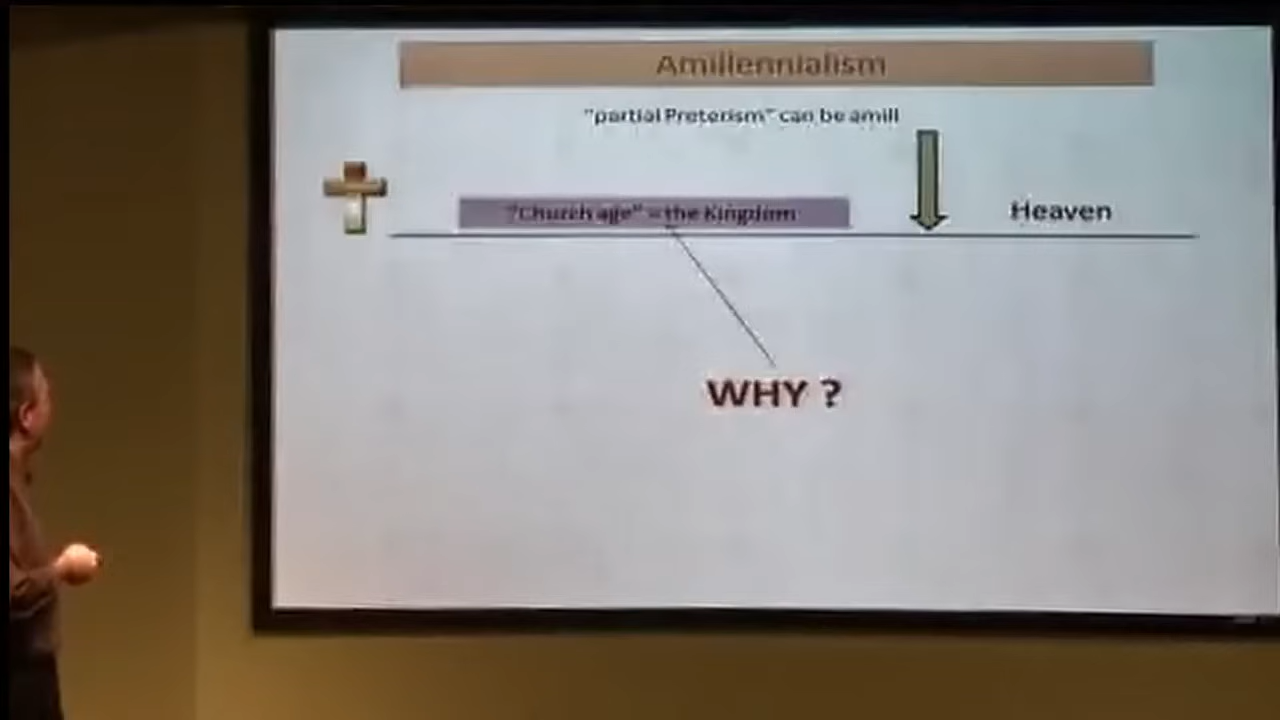 Amillennialism
"partial Preterism" can be amill
"Church age" = the Kingdom
Heaven
WHY ?